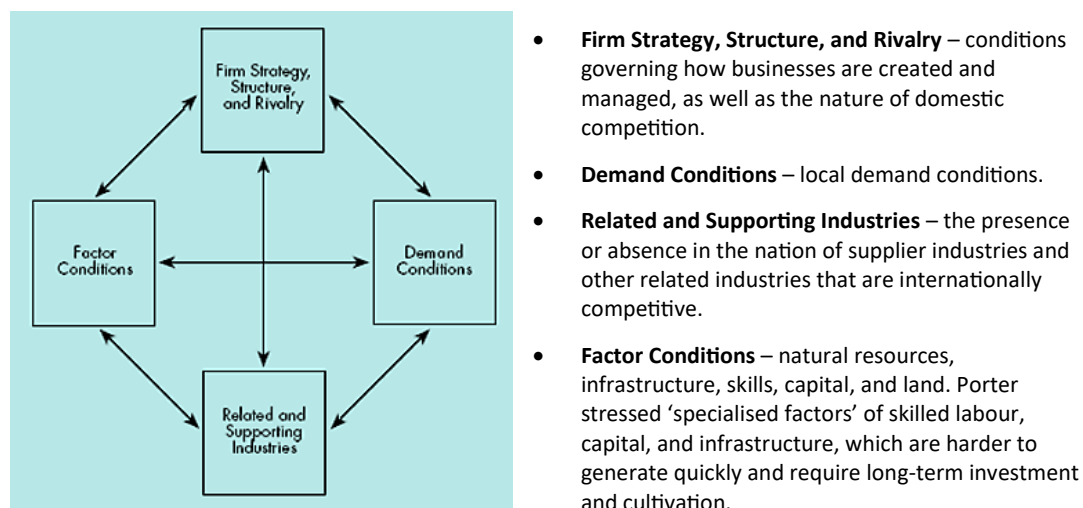 Firm Strategy,
Structure,
and Rivalry
Factor
Conditions
Demand
Conditions
Related and
Supporting
Industries
• Firm Strategy, Structure, and Rivalry – conditions
governing how businesses are created and
managed, as well as the nature of domestic
competition.
• Demand Conditions – local demand conditions.
• Related and Supporting Industries – the presence
or absence in the nation of supplier industries and
other related industries that are internationally
competitive.
• Factor Conditions – natural resources,
infrastructure, skills, capital, and land. Porter
stressed ‘specialised factors’ of skilled labour,
capital, and infrastructure, which are harder to
generate quickly and require long-term investment
and cultivation.